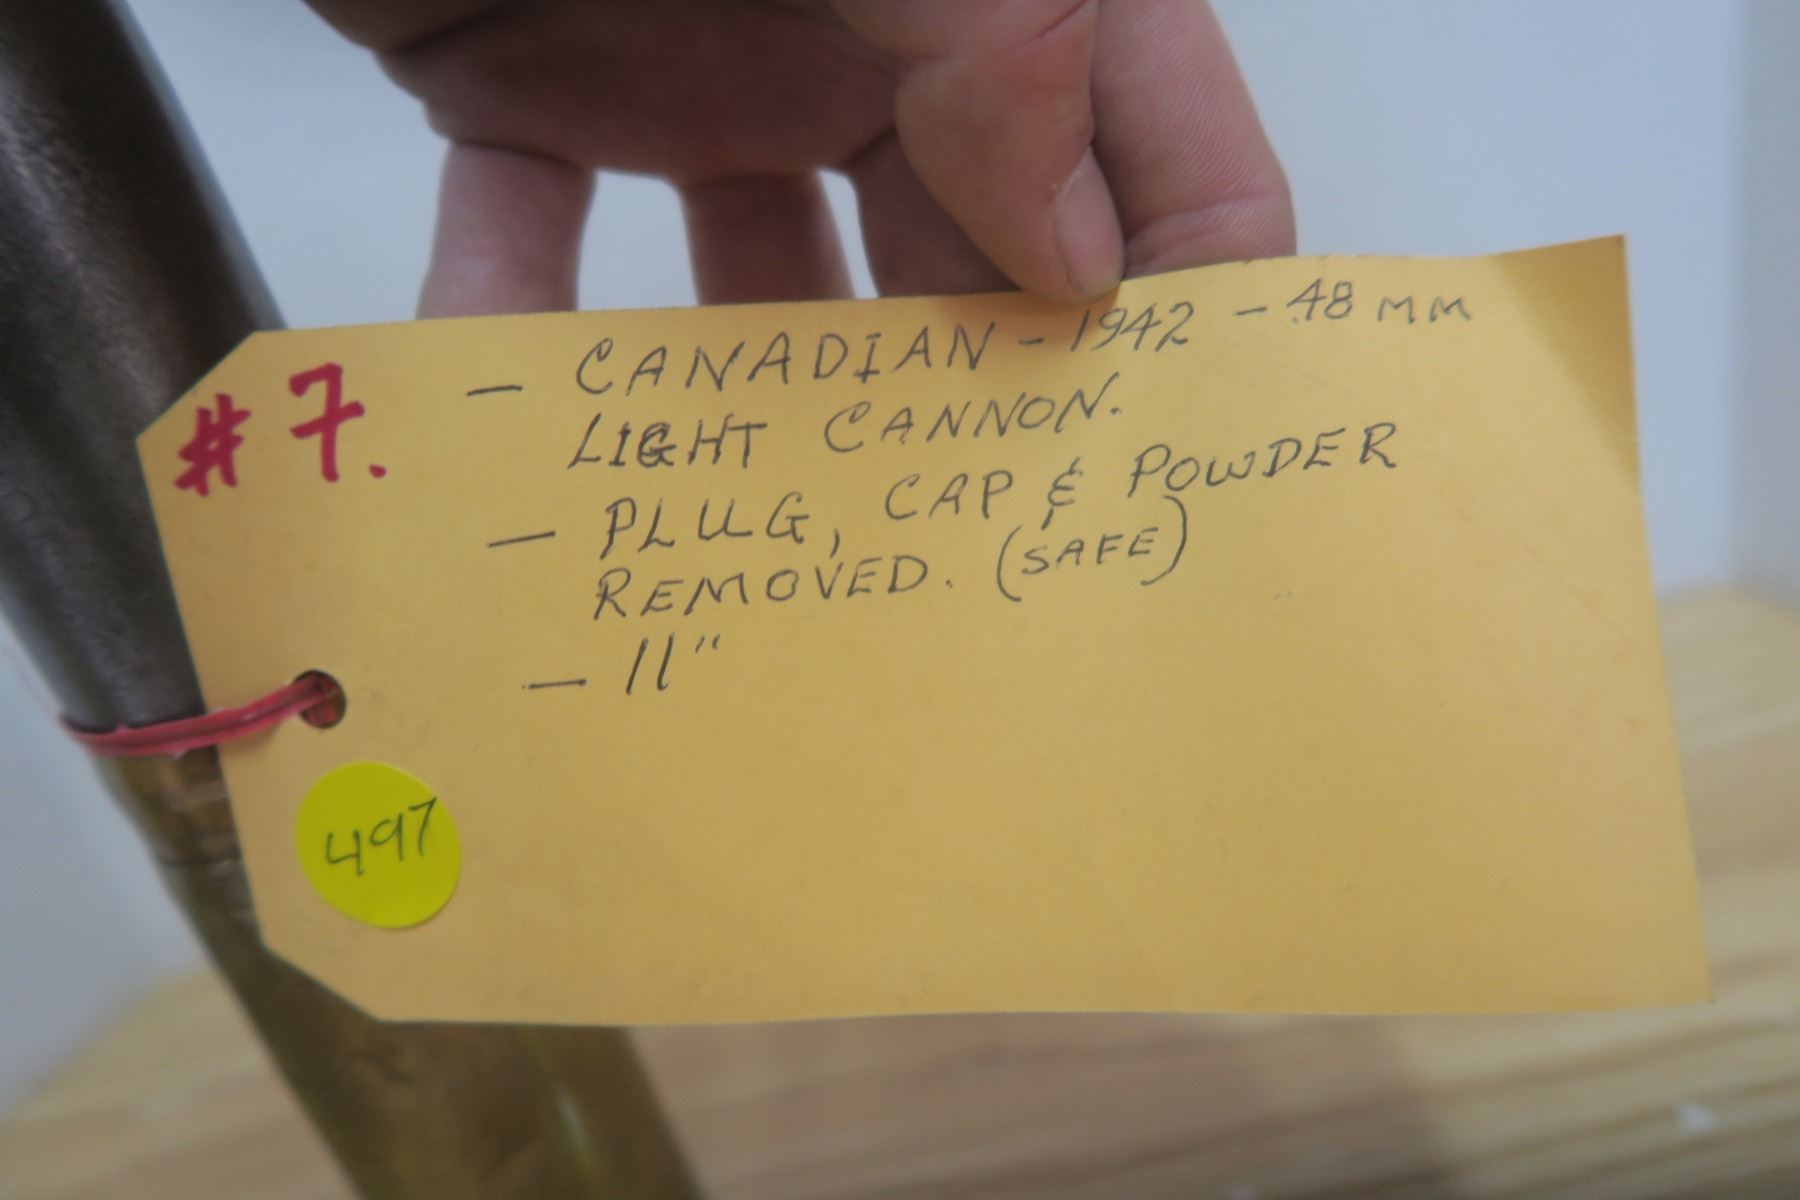 # 7. — CANADIAN - 1942 - .48 MM
LIGHT CANNON.
— PLUG, CAP & POWDER
REMOVED. (SAFE)
— 11"
497